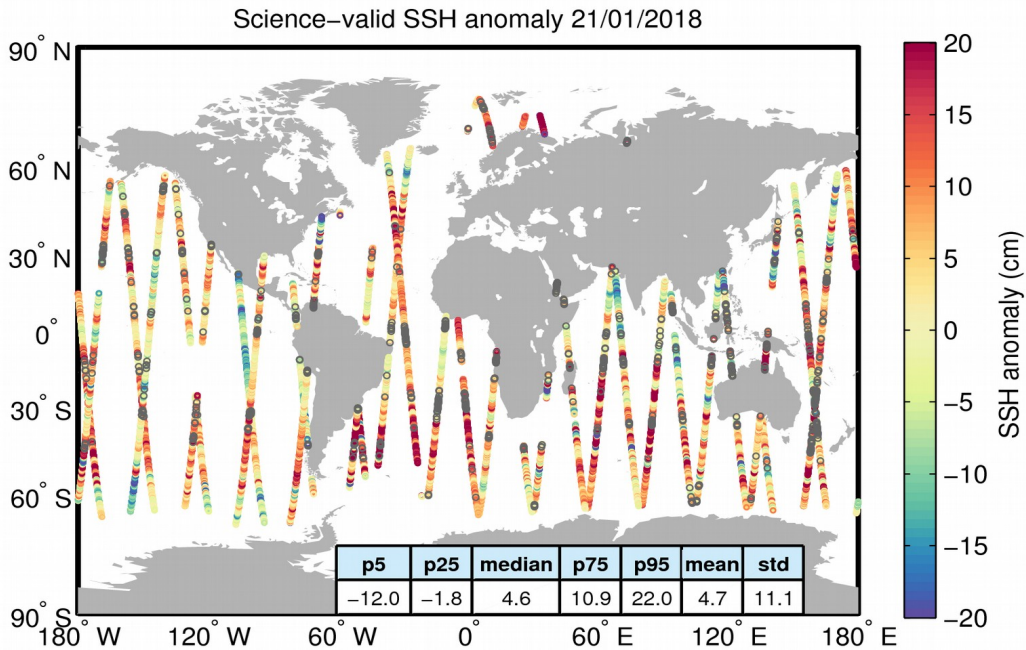 Science−valid SSH anomaly 21/01/2018
90° N
60° N
30° N
0°
30° S
60° S
90° S
180° W
120° W
60° W
0°
60° E
120° E
180° E
p5 p25 median p75 p95 mean std
−12.0 −1.8 4.6 10.9 22.0 4.7 11.1
20
15
10
5
0
−5
−10
−15
−20
SSH anomaly (cm)